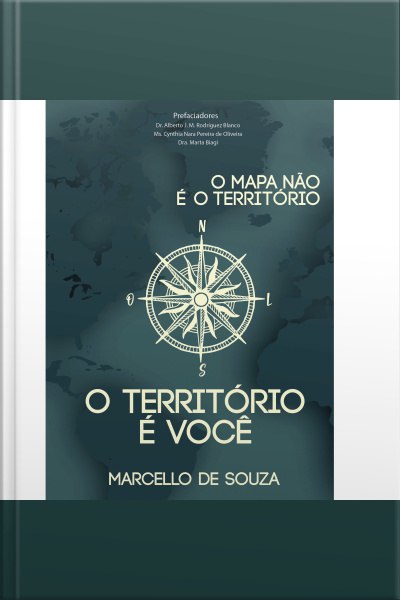 Prefaciadores
Dr. Alberto I. M. Rodriguez Blanco
Ms. Cynthia Nara Pereira de Oliveira
Dra. Marta Biagi
O MAPA NÃO
É O TERRITÓRIO
N
O L
S
O TERRITÓRIO
É VOCÊ
MARCELLO DE SOUZA